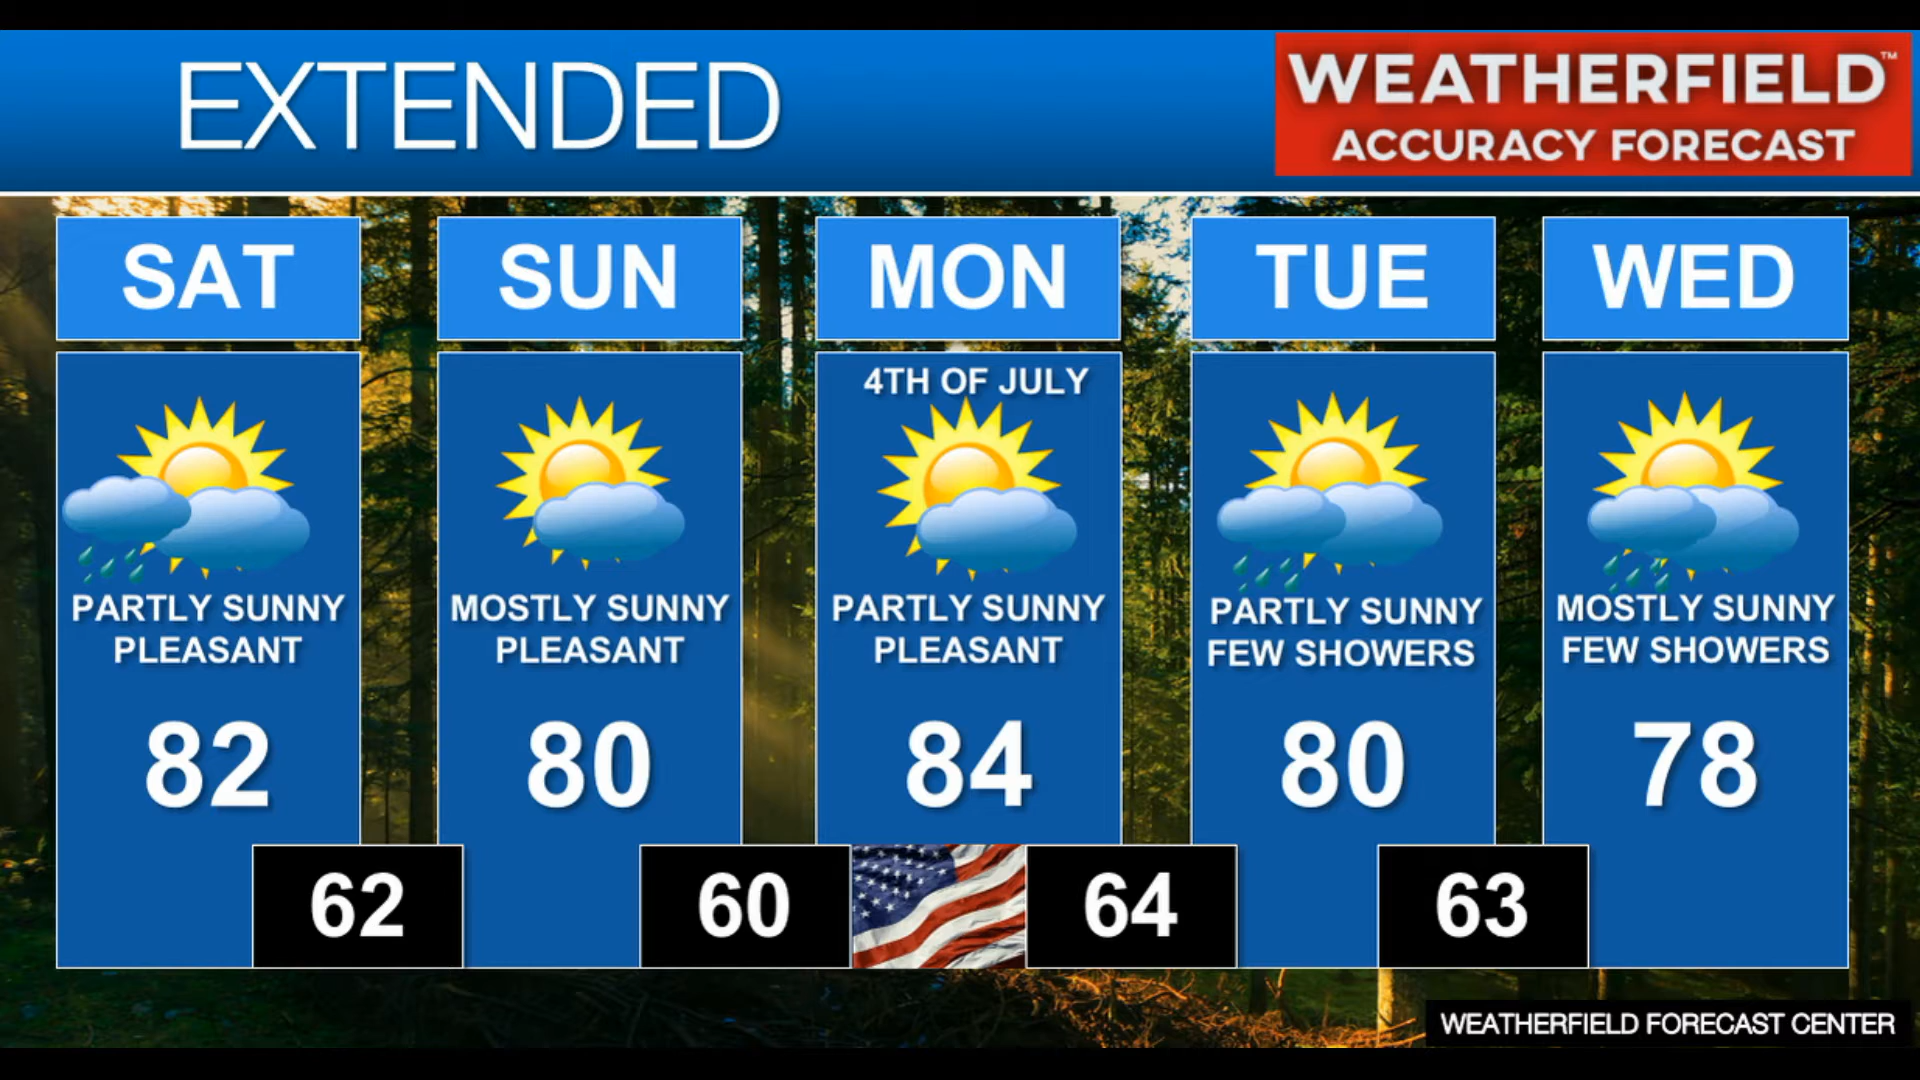 EXTENDED
WEATHERFIELD™
ACCURACY FORECAST
SAT
SUN
MON
TUE
WED
PARTLY SUNNY
PLEASANT
82
MOSTLY SUNNY
PLEASANT
80
4TH OF JULY
PARTLY SUNNY
PLEASANT
84
PARTLY SUNNY
FEW SHOWERS
80
MOSTLY SUNNY
FEW SHOWERS
78
62
60
64
63
WEATHERFIELD FORECAST CENTER